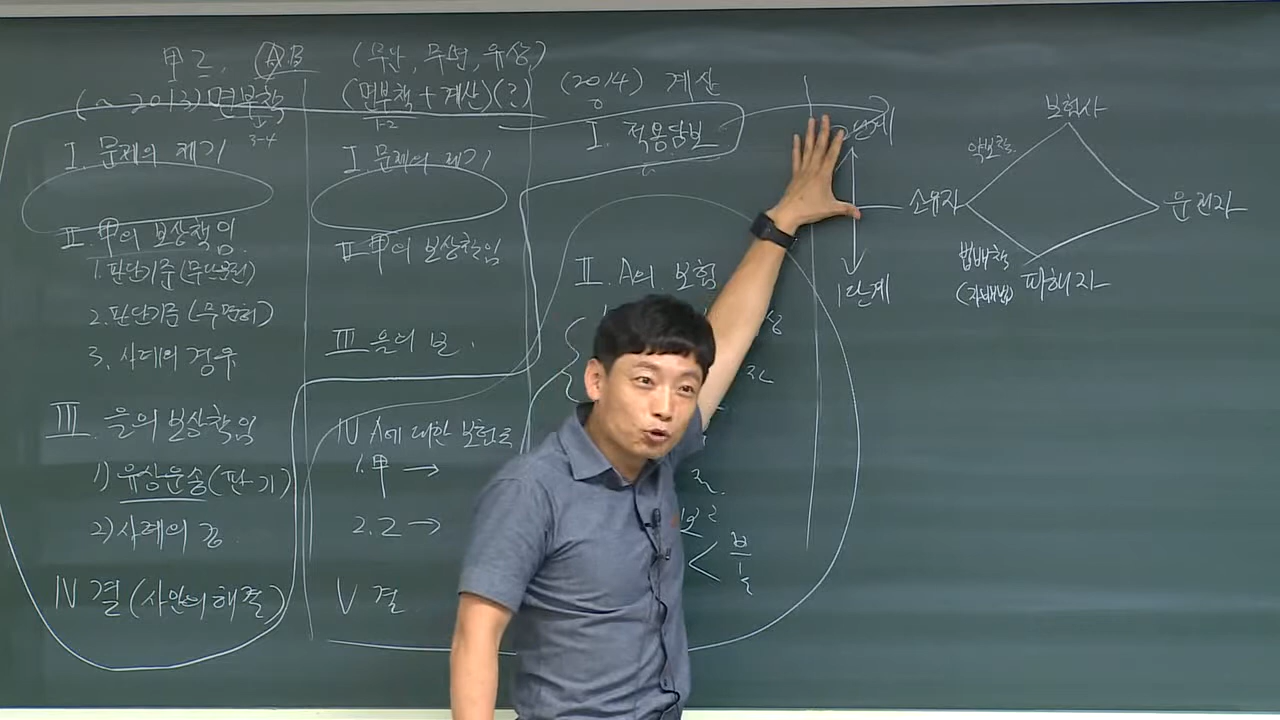 甲乙, A.B (무단, 무면, 유상)
(~2013) 면부책
3-4
I. 문제의 제기
II. 甲의 보상책임
1. 판단기준 (무단운전)
2. 판단기준 (무면허)
3. 사례의 경우
III. 을의 보상책임
1) 유상운송 (판기)
2) 사례의 경
IV 결 (사안의 해결)
(면부책 + 계산) (?)
1-2
I. 문제의 제기
II 甲의 보상책임
III 을의 보.
IV A에 대한 보험금
1. 甲 →
2. 乙 →
V 결
(2014) 계산
I. 적용담보
II. A의 보험
단계
1단계
보험사
약보책.
소유자
운전자
법배책
(자배법)
피해자